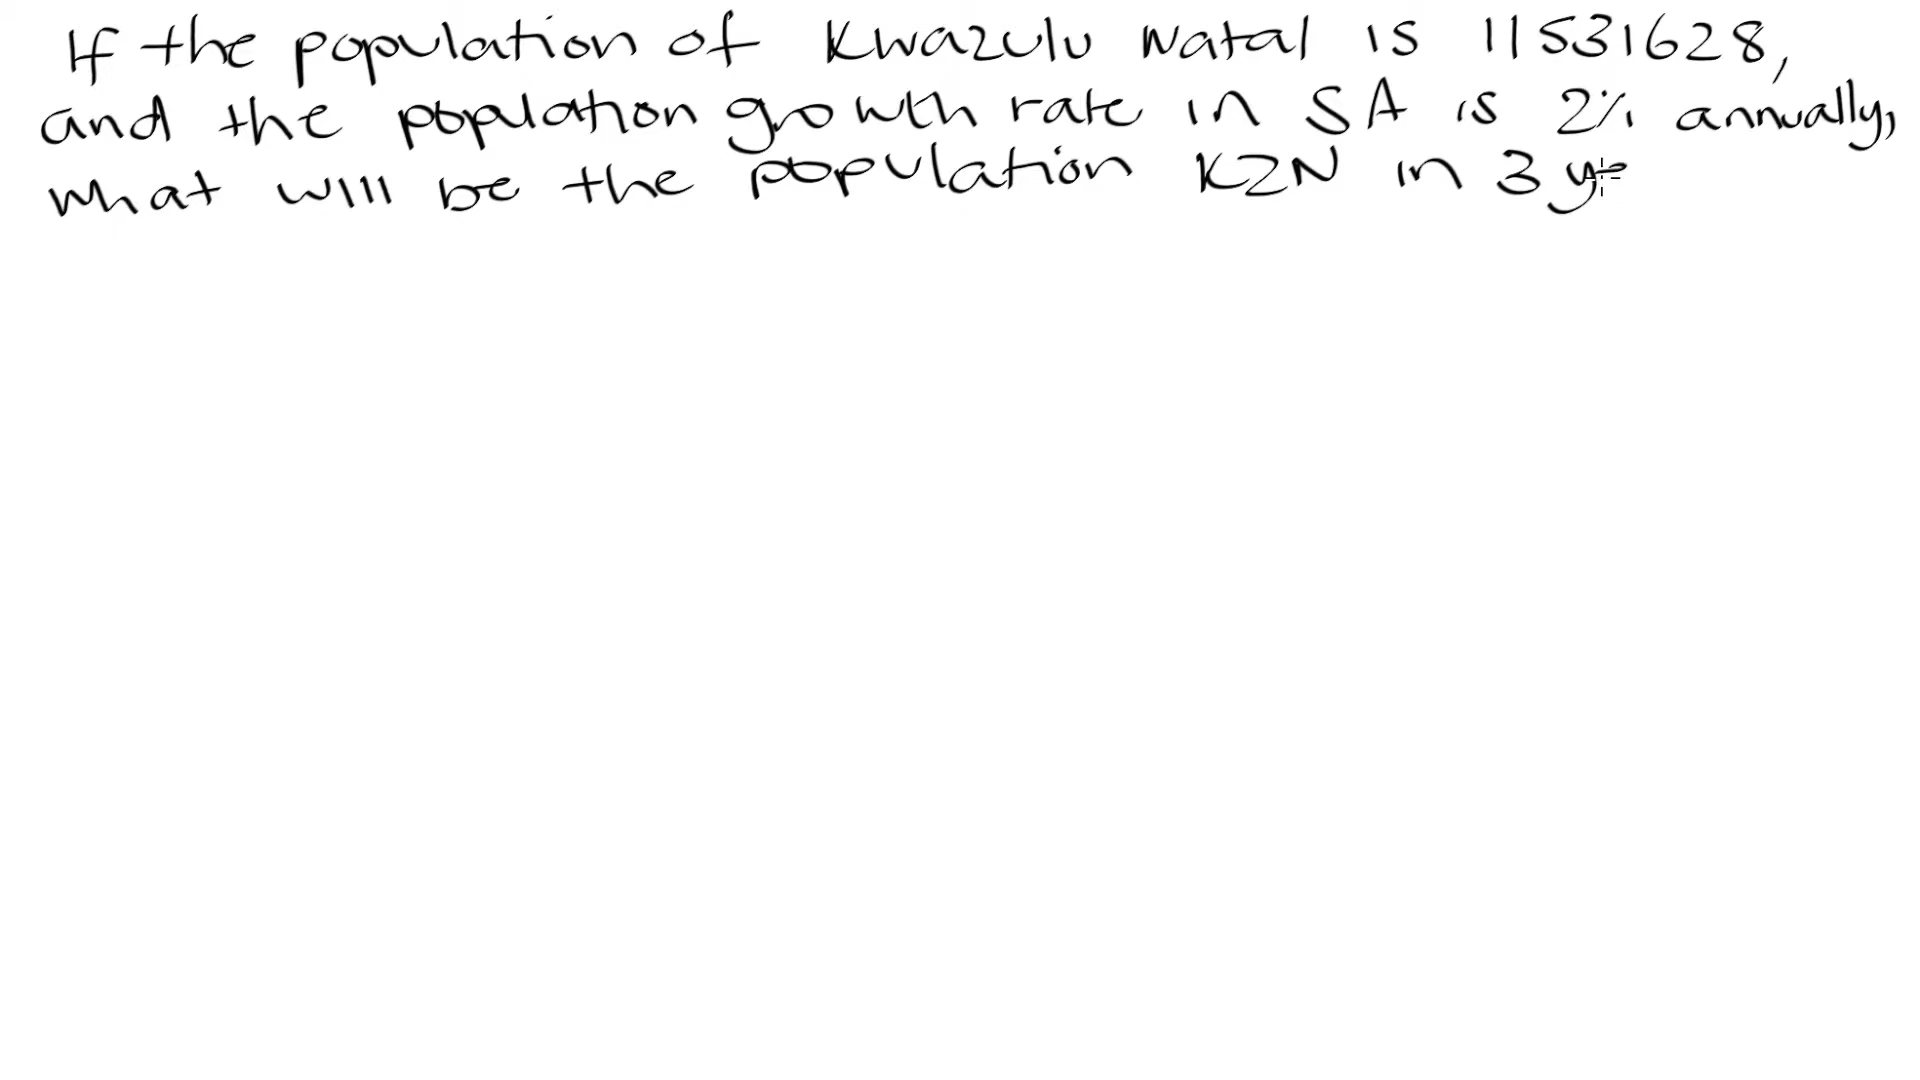 If the population of Kwazulu Natal is 11531628,
and the population growth rate in SA is 2% annually,
what will be the population KZN in 3 ye